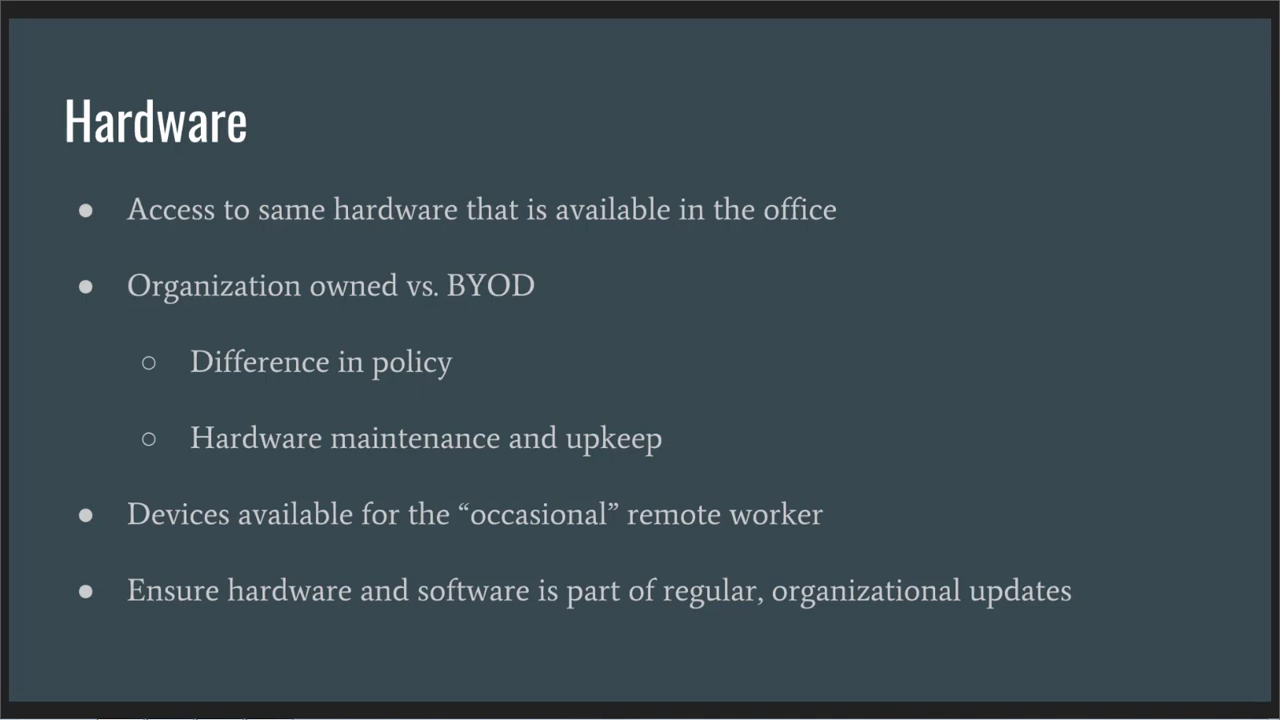 Hardware
● Access to same hardware that is available in the office
● Organization owned vs. BYOD
○ Difference in policy
○ Hardware maintenance and upkeep
● Devices available for the “occasional” remote worker
● Ensure hardware and software is part of regular, organizational updates